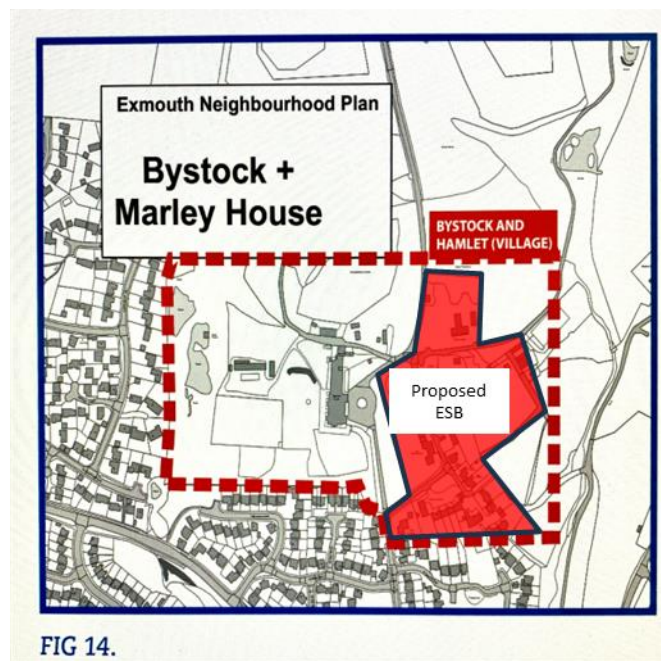 Exmouth Neighbourhood Plan
Bystock +
Marley House
BYSTOCK AND
HAMLET (VILLAGE)
Proposed
ESB
FIG 14.